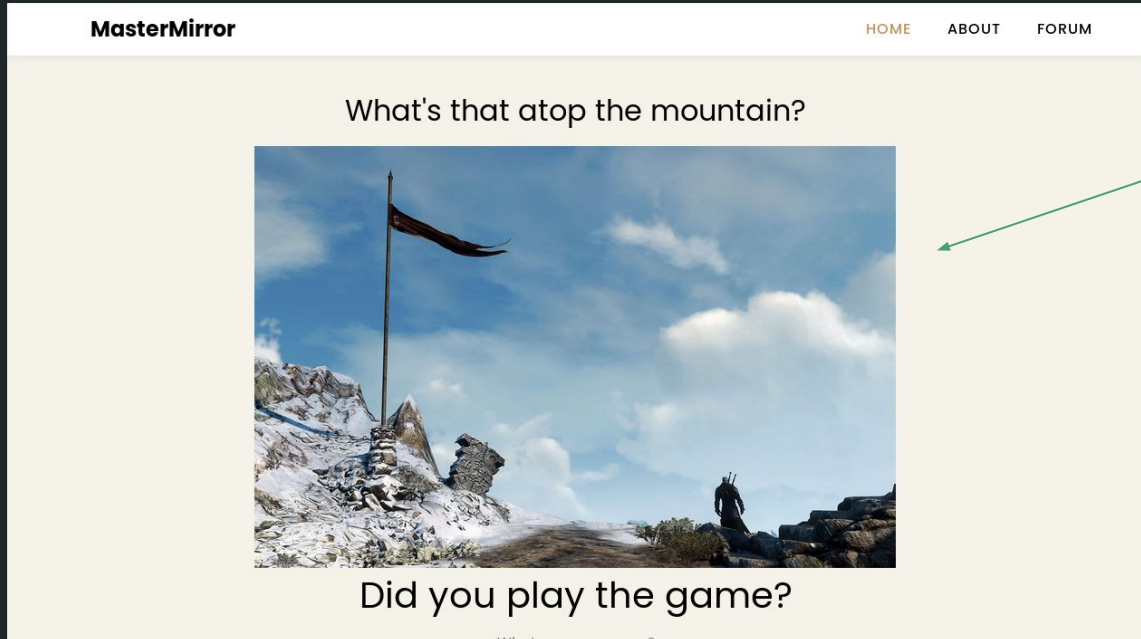 MasterMirror
HOME ABOUT FORUM
What's that atop the mountain?
Did you play the game?